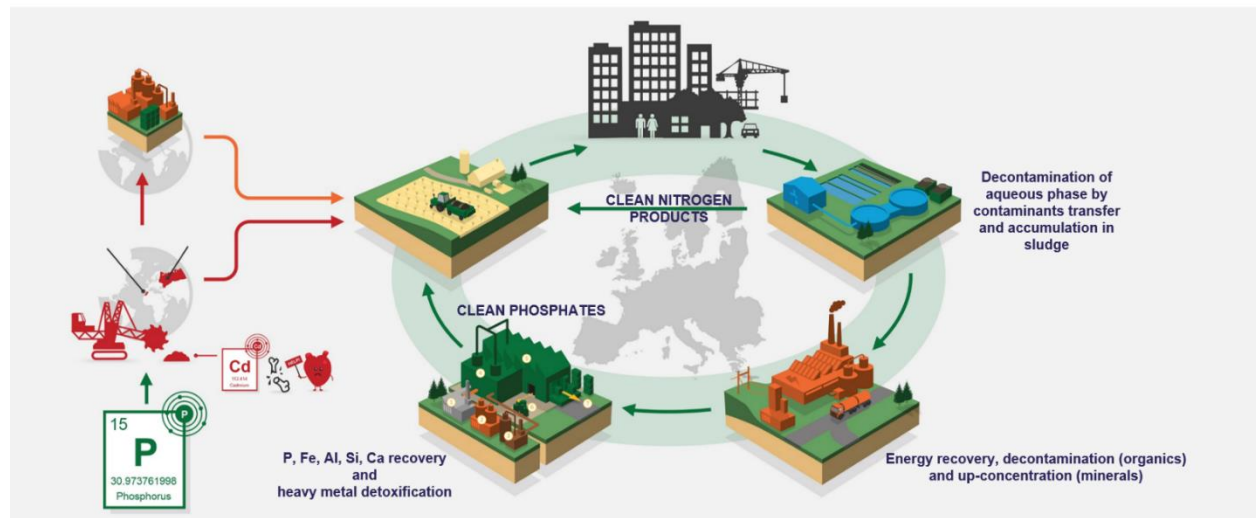 CLEAN NITROGEN
PRODUCTS
Decontamination of
aqueous phase by
contaminants transfer
and accumulation in
sludge
CLEAN PHOSPHATES
Cd
Cadmium
HELP
15
P
P
30.973761998
Phosphorus
P, Fe, Al, Si, Ca recovery
and
heavy metal detoxification
Energy recovery, decontamination (organics)
and up-concentration (minerals)